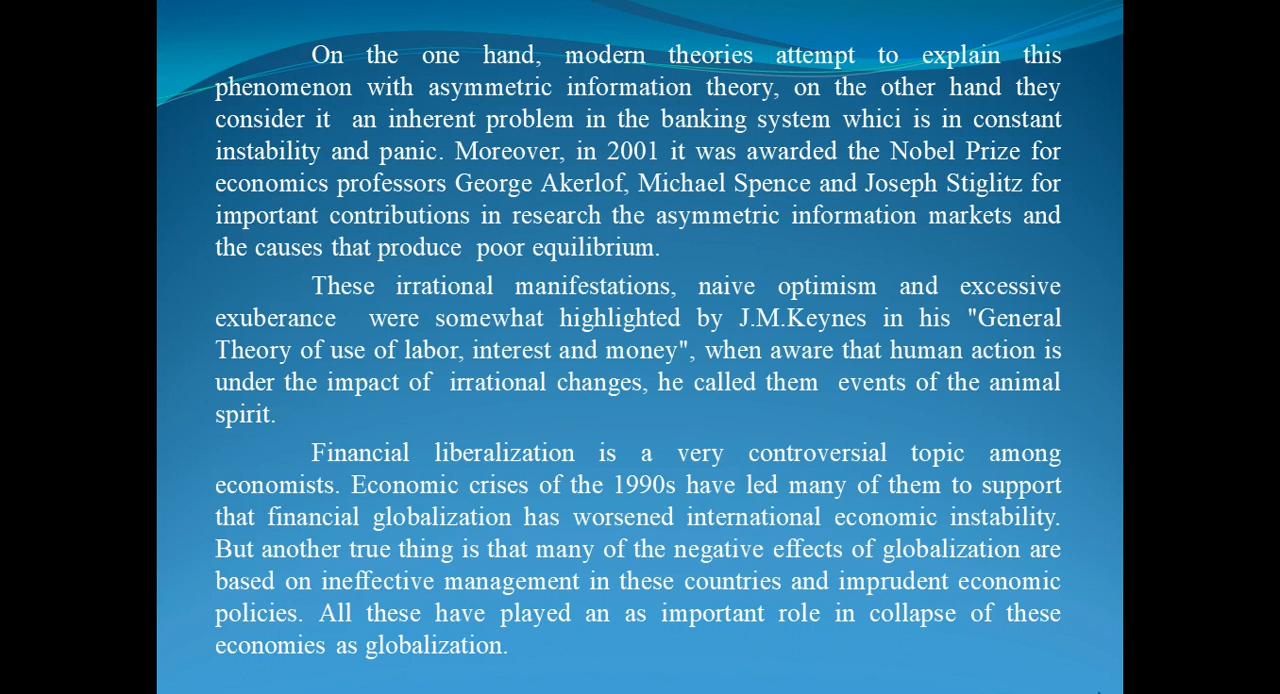 On the one hand, modern theories attempt to explain this
phenomenon with asymmetric information theory, on the other hand they
consider it an inherent problem in the banking system whici is in constant
instability and panic. Moreover, in 2001 it was awarded the Nobel Prize for
economics professors George Akerlof, Michael Spence and Joseph Stiglitz for
important contributions in research the asymmetric information markets and
the causes that produce poor equilibrium.
These irrational manifestations, naive optimism and excessive
exuberance were somewhat highlighted by J.M.Keynes in his "General
Theory of use of labor, interest and money", when aware that human action is
under the impact of irrational changes, he called them events of the animal
spirit.
Financial liberalization is a very controversial topic among
economists. Economic crises of the 1990s have led many of them to support
that financial globalization has worsened international economic instability.
But another true thing is that many of the negative effects of globalization are
based on ineffective management in these countries and imprudent economic
policies. All these have played an as important role in collapse of these
economies as globalization.